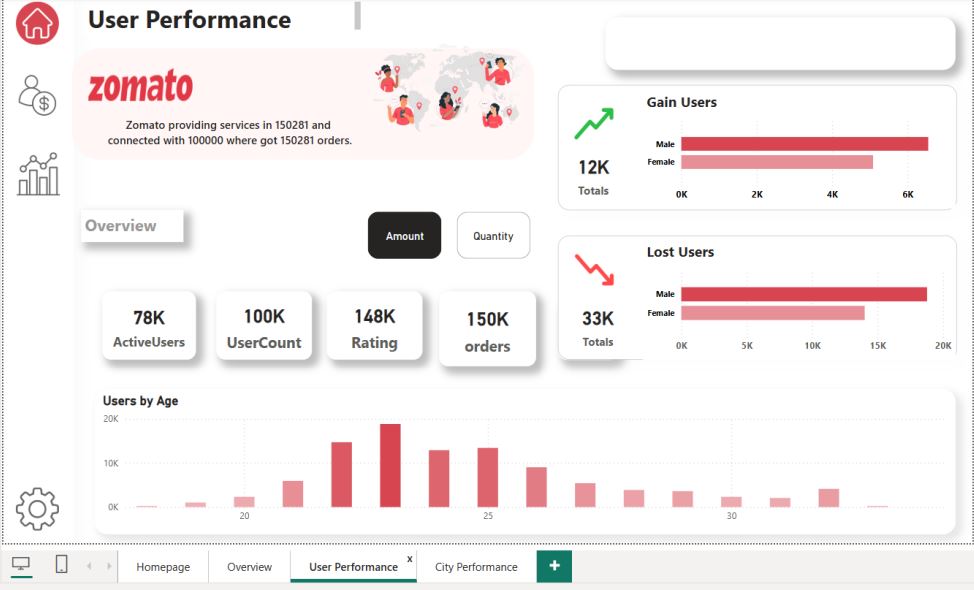 User Performance
zomato
Zomato providing services in 150281 and
connected with 100000 where got 150281 orders.
Gain Users
12K
Totals
Male
Female
0K 2K 4K 6K
Overview
Amount
Quantity
Lost Users
33K
Totals
Male
Female
0K 5K 10K 15K 20K
78K
ActiveUsers
100K
UserCount
148K
Rating
150K
orders
Users by Age
20K
10K
0K
20 25 30
Homepage
Overview
User Performance
x
City Performance
+